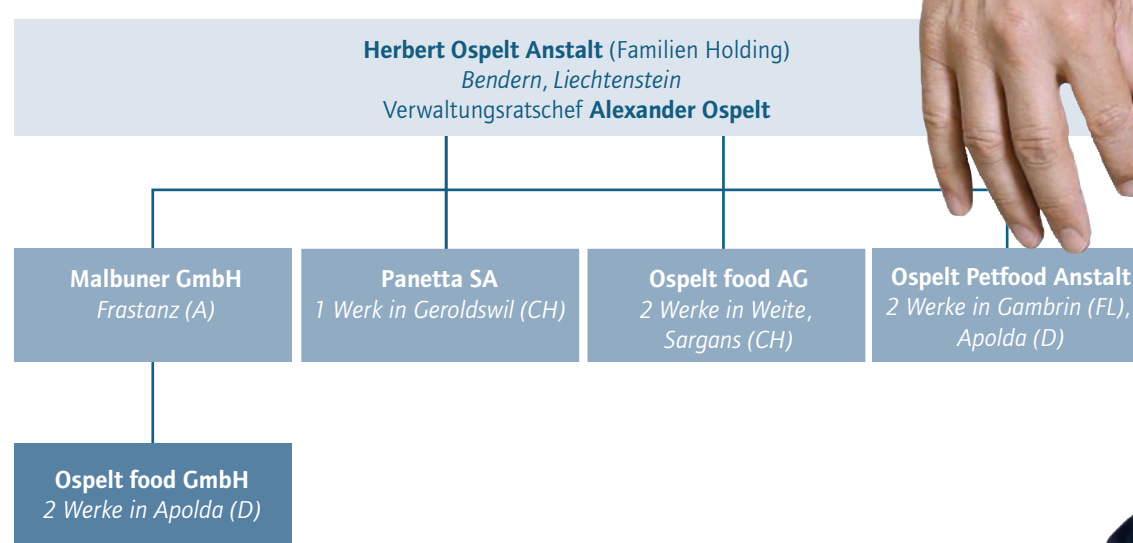 Herbert Ospelt Anstalt (Familien Holding)
Bendern, Liechtenstein
Verwaltungsratschef Alexander Ospelt
Malbuner GmbH
Frastanz (A)
Panetta SA
1 Werk in Geroldswil (CH)
Ospelt food AG
2 Werke in Weite,
Sargans (CH)
Ospelt Petfood Anstalt
2 Werke in Gambrin (FL),
Apolda (D)
Ospelt food GmbH
2 Werke in Apolda (D)